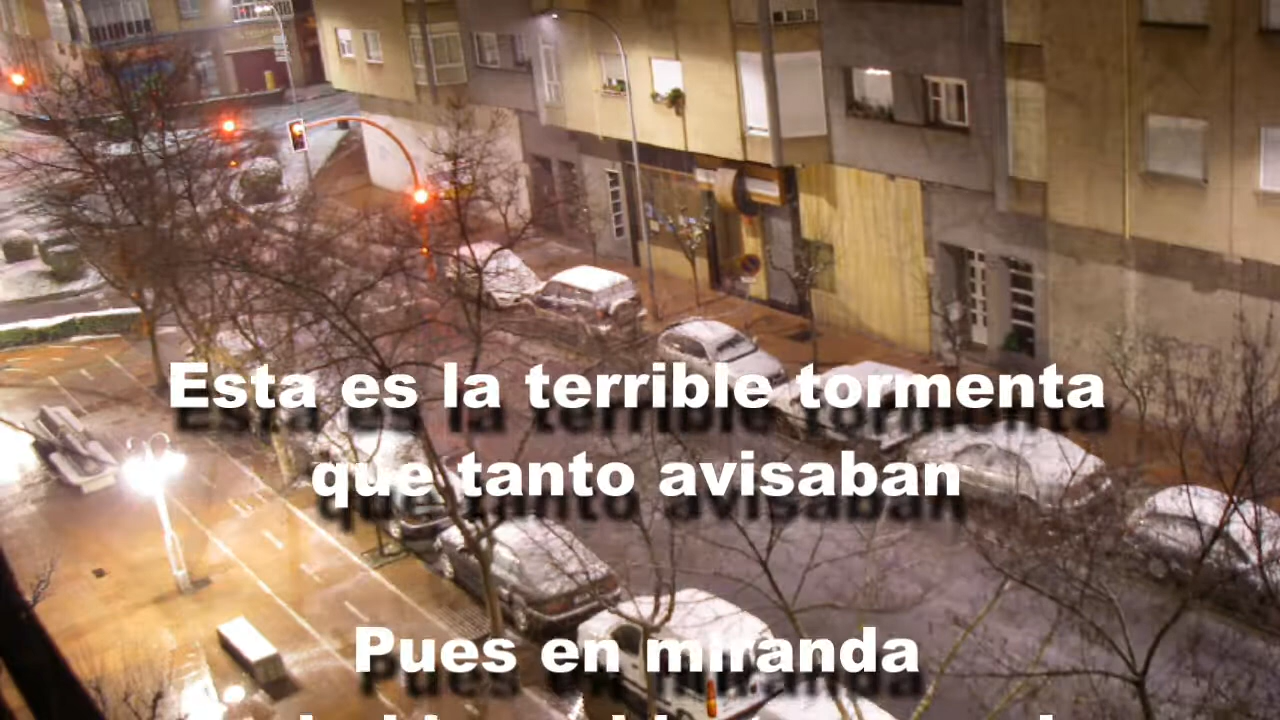 Esta es la terrible tormenta
que tanto avisaban
Pues en miranda